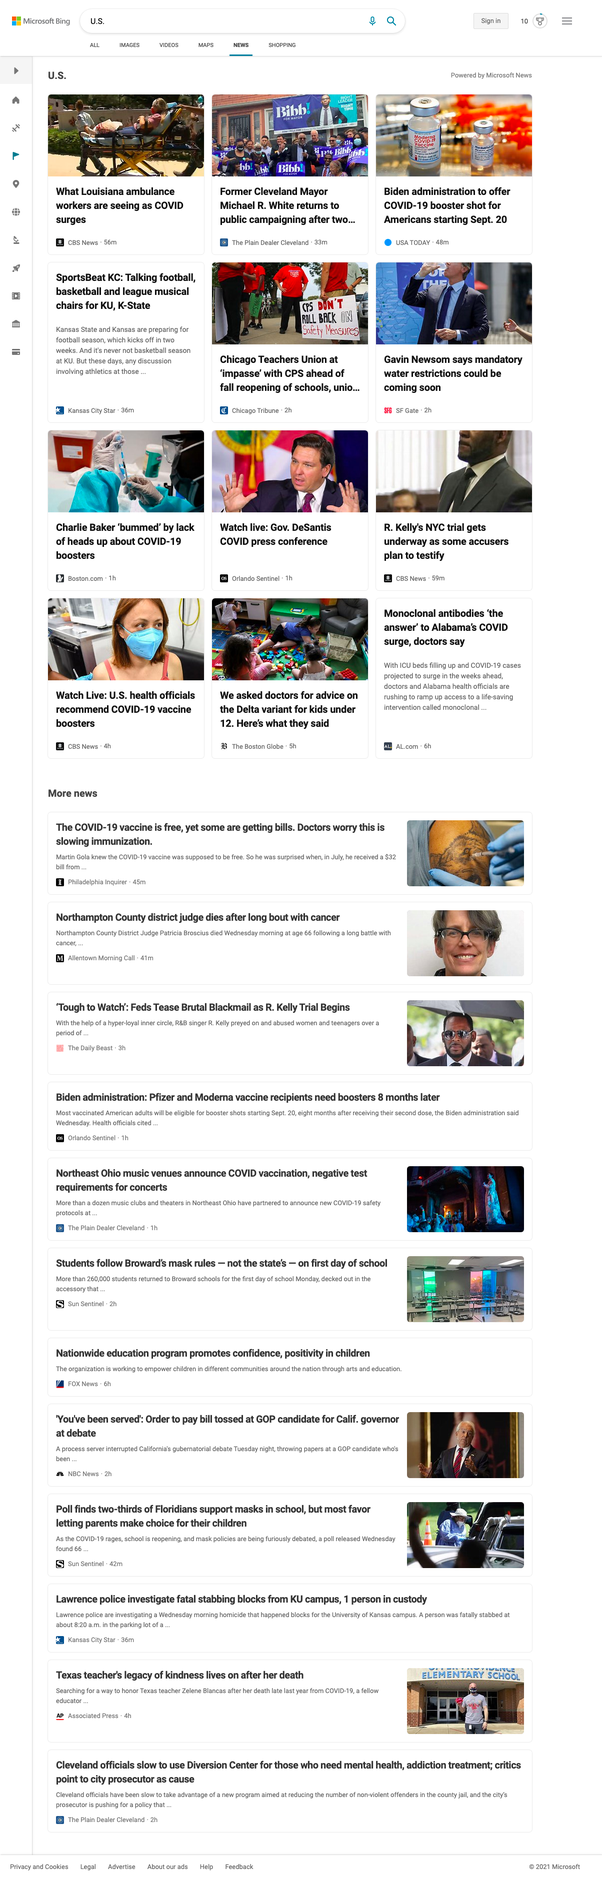 Microsoft Bing
U.S.
Sign in
10
ALL
IMAGES
VIDEOS
MAPS
NEWS
SHOPPING
U.S.
Powered by Microsoft News
What Louisiana ambulance
workers are seeing as COVID
surges
CBS News · 56m
Bibb!
Bibb!
Former Cleveland Mayor
Michael R. White returns to
public campaigning after two...
The Plain Dealer Cleveland · 33m
Biden administration to offer
COVID-19 booster shot for
Americans starting Sept. 20
USA TODAY · 48m
SportsBeat KC: Talking football,
basketball and league musical
chairs for KU, K-State
Kansas State and Kansas are preparing for
football season, which kicks off in two
weeks. And it's never not basketball season
at KU. But these days, any discussion
involving athletics at those ...
Kansas City Star · 36m
CPS DON'T
ROLL BACK
Safety Measures
Chicago Teachers Union at
'impasse' with CPS ahead of
fall reopening of schools, unio...
Chicago Tribune · 2h
Gavin Newsom says mandatory
water restrictions could be
coming soon
SF Gate · 2h
Charlie Baker 'bummed' by lack
of heads up about COVID-19
boosters
Boston.com · 1h
Watch live: Gov. DeSantis
COVID press conference
Orlando Sentinel · 1h
R. Kelly's NYC trial gets
underway as some accusers
plan to testify
CBS News · 59m
Watch Live: U.S. health officials
recommend COVID-19 vaccine
boosters
CBS News · 4h
We asked doctors for advice on
the Delta variant for kids under
12. Here's what they said
The Boston Globe · 5h
Monoclonal antibodies 'the
answer' to Alabama's COVID
surge, doctors say
With ICU beds filling up and COVID-19 cases
projected to surge in the weeks ahead,
doctors and Alabama health officials are
rushing to ramp up access to a life-saving
intervention called monoclonal ...
AL.com · 6h
More news
The COVID-19 vaccine is free, yet some are getting bills. Doctors worry this is
slowing immunization.
Martin Gola knew the COVID-19 vaccine was supposed to be free. So he was surprised when, in July, he received a $32
bill from ...
Philadelphia Inquirer · 45m
Northampton County district judge dies after long bout with cancer
Northampton County District Judge Patricia Broscius died Wednesday morning at age 66 following a long battle with
cancer, ...
Allentown Morning Call · 41m
'Tough to Watch': Feds Tease Brutal Blackmail as R. Kelly Trial Begins
With the help of a hyper-loyal inner circle, R&B singer R. Kelly preyed on and abused women and teenagers over a
period of ...
The Daily Beast · 3h
Biden administration: Pfizer and Moderna vaccine recipients need boosters 8 months later
Most vaccinated American adults will be eligible for booster shots starting Sept. 20, eight months after receiving their second dose, the Biden administration said
Wednesday. Health officials cited ...
Orlando Sentinel · 1h
Northeast Ohio music venues announce COVID vaccination, negative test
requirements for concerts
More than a dozen music clubs and theaters in Northeast Ohio have partnered to announce new COVID-19 safety
protocols at ...
The Plain Dealer Cleveland · 1h
Students follow Broward's mask rules — not the state's — on first day of school
More than 260,000 students returned to Broward schools for the first day of school Monday, decked out in the
accessory that ...
Sun Sentinel · 2h
Nationwide education program promotes confidence, positivity in children
The organization is working to empower children in different communities around the nation through arts and education.
FOX News · 6h
'You've been served': Order to pay bill tossed at GOP candidate for Calif. governor
at debate
A process server interrupted California's gubernatorial debate Tuesday night, throwing papers at a GOP candidate who's
been ...
NBC News · 2h
Poll finds two-thirds of Floridians support masks in school, but most favor
letting parents make choice for their children
As the COVID-19 rages, school is reopening, and mask policies are being furiously debated, a poll released Wednesday
found 66 ...
Sun Sentinel · 42m
Lawrence police investigate fatal stabbing blocks from KU campus, 1 person in custody
Lawrence police are investigating a Wednesday morning homicide that happened blocks for the University of Kansas campus. A person was fatally stabbed at
about 8:20 a.m. in the parking lot of a ...
Kansas City Star · 36m
Texas teacher's legacy of kindness lives on after her death
Searching for a way to honor Texas teacher Zelene Blancas after her death late last year from COVID-19, a fellow
educator ...
AP Associated Press · 4h
ELEMENTARY SCHOOL
Cleveland officials slow to use Diversion Center for those who need mental health, addiction treatment; critics
point to city prosecutor as cause
Cleveland officials have been slow to take advantage of a new program aimed at reducing the number of non-violent offenders in the county jail, and the city's
prosecutor is pushing for a policy that ...
The Plain Dealer Cleveland · 2h
Privacy and Cookies
Legal
Advertise
About our ads
Help
Feedback
© 2021 Microsoft